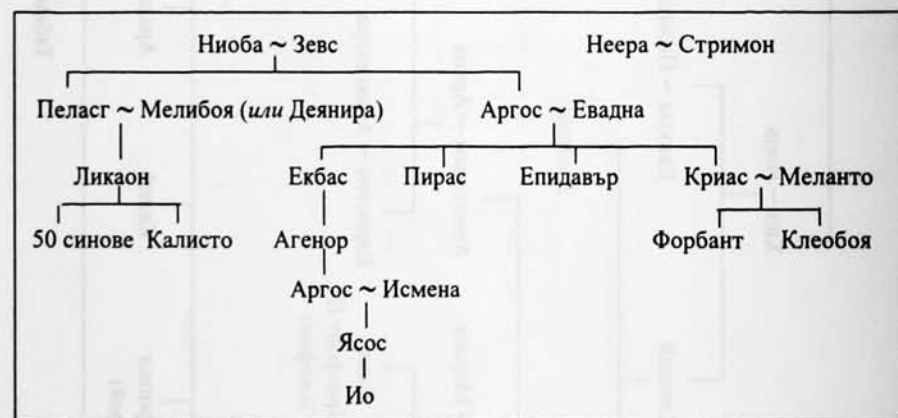 Ниоба ~ Зевс Неера ~ Стримон
Пеласг ~ Мелибоя (или Деянира) Аргос ~ Евадна
Ликаон Екбас Пирас Епидавър Криас ~ Меланто
50 синове Калисто Агенор Форбант Клеобоя
Аргос ~ Исмена
Ясос
Ио